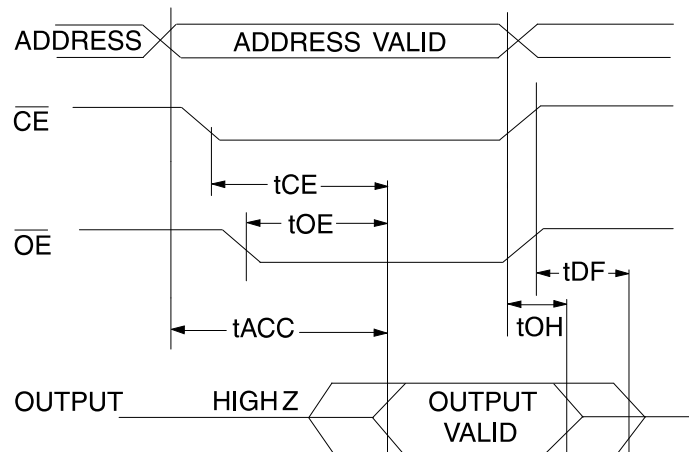 ADDRESS ADDRESS VALID
CE
tCE
tOE
OE
tDF
tACC
tOH
OUTPUT HIGH Z OUTPUT
VALID